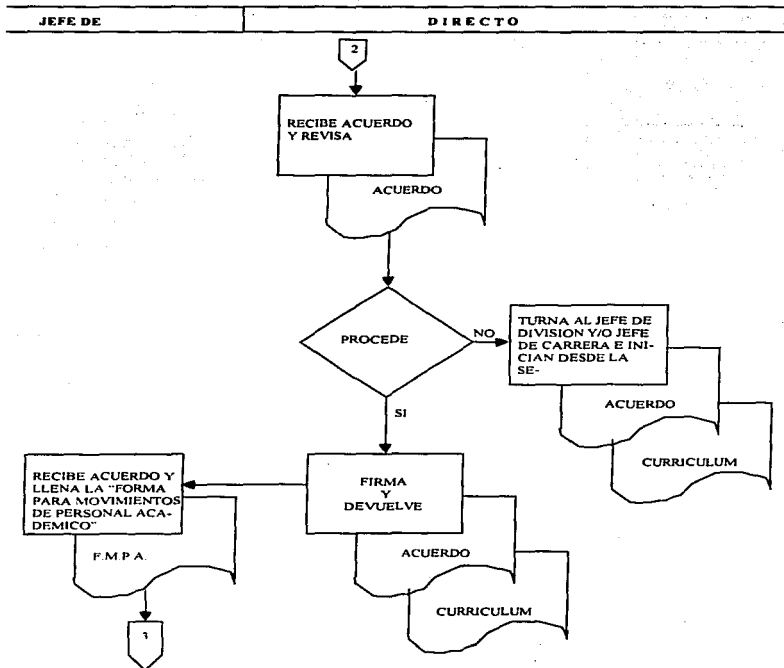 JEFE DE
DIRECTO
2
RECIBE ACUERDO
Y REVISA
ACUERDO
PROCEDE
NO
TURNA AL JEFE DE
DIVISION Y/O JEFE
DE CARRERA E INI-
CIAN DESDE LA
SE-
ACUERDO
CURRICULUM
SI
FIRMA
Y
DEVUELVE
ACUERDO
CURRICULUM
RECIBE ACUERDO Y
LLENA LA "FORMA
PARA MOVIMIENTOS
DE PERSONAL ACA-
DEMICO"
F.M.P A.
3